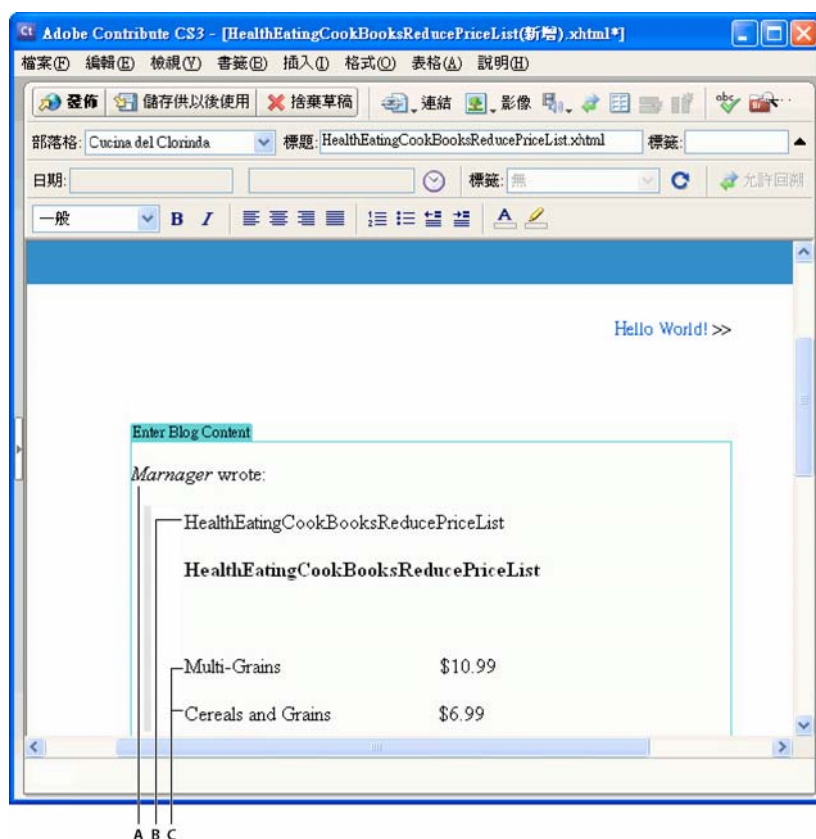 Ct Adobe Contribute CS3 - [HealthEatingCookBooksReducePriceList(新增).xhtml*]
檔案(F) 編輯(E) 檢視(V) 書籤(B) 插入(I) 格式(O) 表格(A) 說明(H)
發佈 儲存供以後使用 捨棄草稿 連結 影像 abc
部落格: Cucina del Clorinda 標題: HealthEatingCookBooksReducePriceList.xhtml 標籤:
日期: 標籤: 無 允許回溯
一般 B I A
Hello World! >>
Enter Blog Content
Marnager wrote:
HealthEatingCookBooksReducePriceList
HealthEatingCookBooksReducePriceList
Multi-Grains $10.99
Cereals and Grains $6.99
A B C